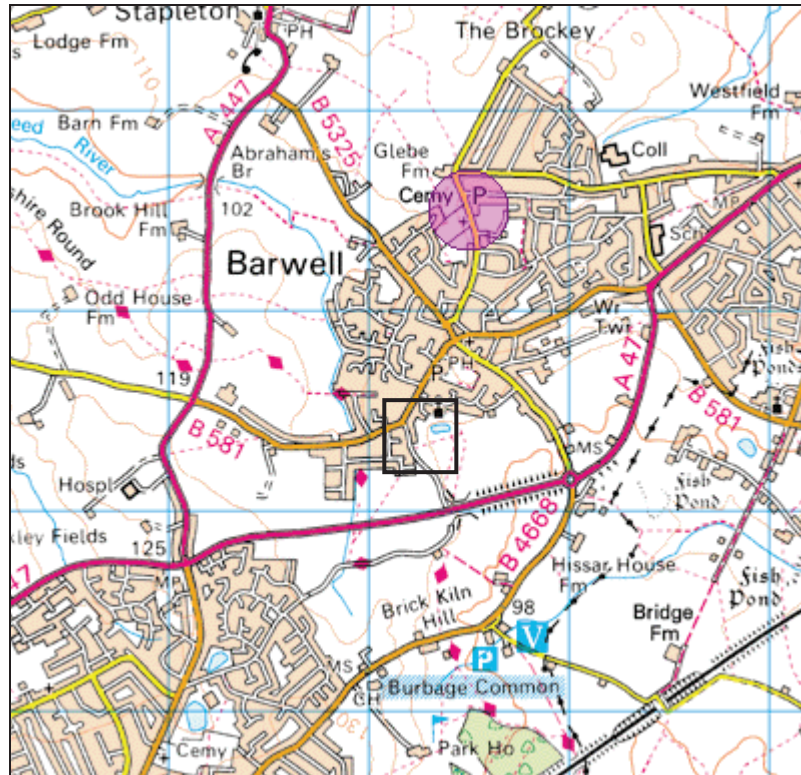 Stapleton
PH
Lodge Fm
110
The Brockey
Westfield
Fm
A 447
B 5325
Barn Fm
eed
River
Abraham's
Br
Glebe
Fm
Coll
Cemy
P
102
MP
Brook Hill
Fm
shire Round
Barwell
Sch
Odd House
Fm
Wr
Twr
A 47
Fish
Ponds
119
P
PH
B 581
B 581
MS
Hospl
Fish
Pond
kley Fields
125
B 4668
Hissar House
Fm
Fish
Pond
47
MP
Brick Kiln
Hill
98
Bridge
Fm
V
P
MS
CH
Burbage Common
130
Cemy
Park Ho